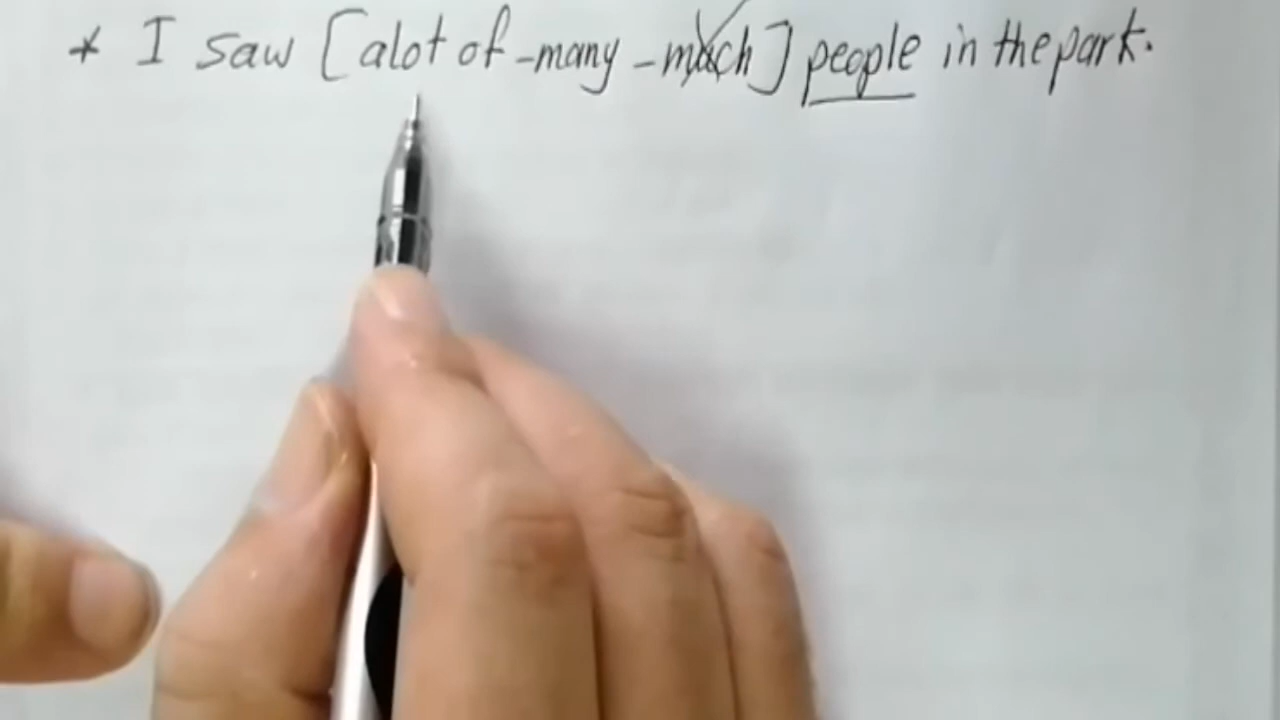 * I saw [alot of - many - much] people in the park.